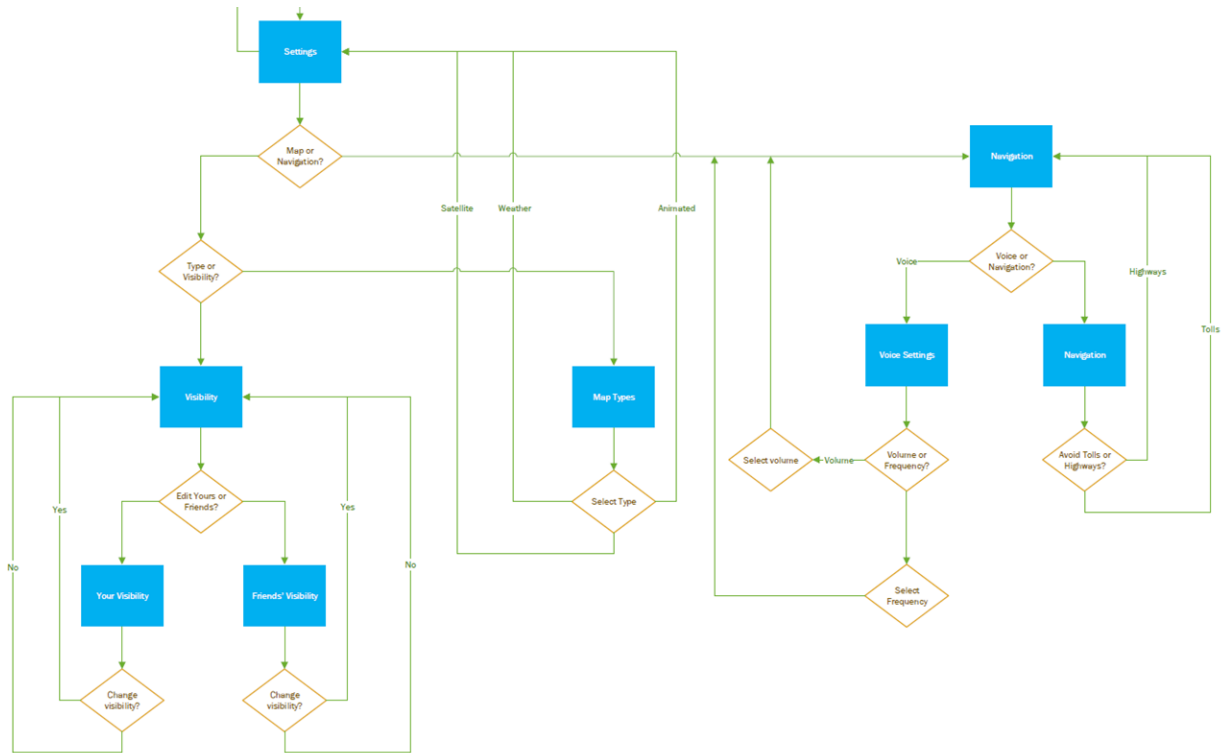 Settings
Map or
Navigation?
Navigation
Satellite
Weather
Animated
Type or
Visibility?
Voice
Voice or
Navigation?
Highways
Tolls
Voice Settings
Navigation
Visibility
Map Types
Select volume
Volume
Volume or
Frequency?
Avoid Tolls or
Highways?
Edit Yours or
Friends?
Select Type
Yes
Yes
No
No
Your Visibility
Friends' Visibility
Select
Frequency
Change
visibility?
Change
visibility?